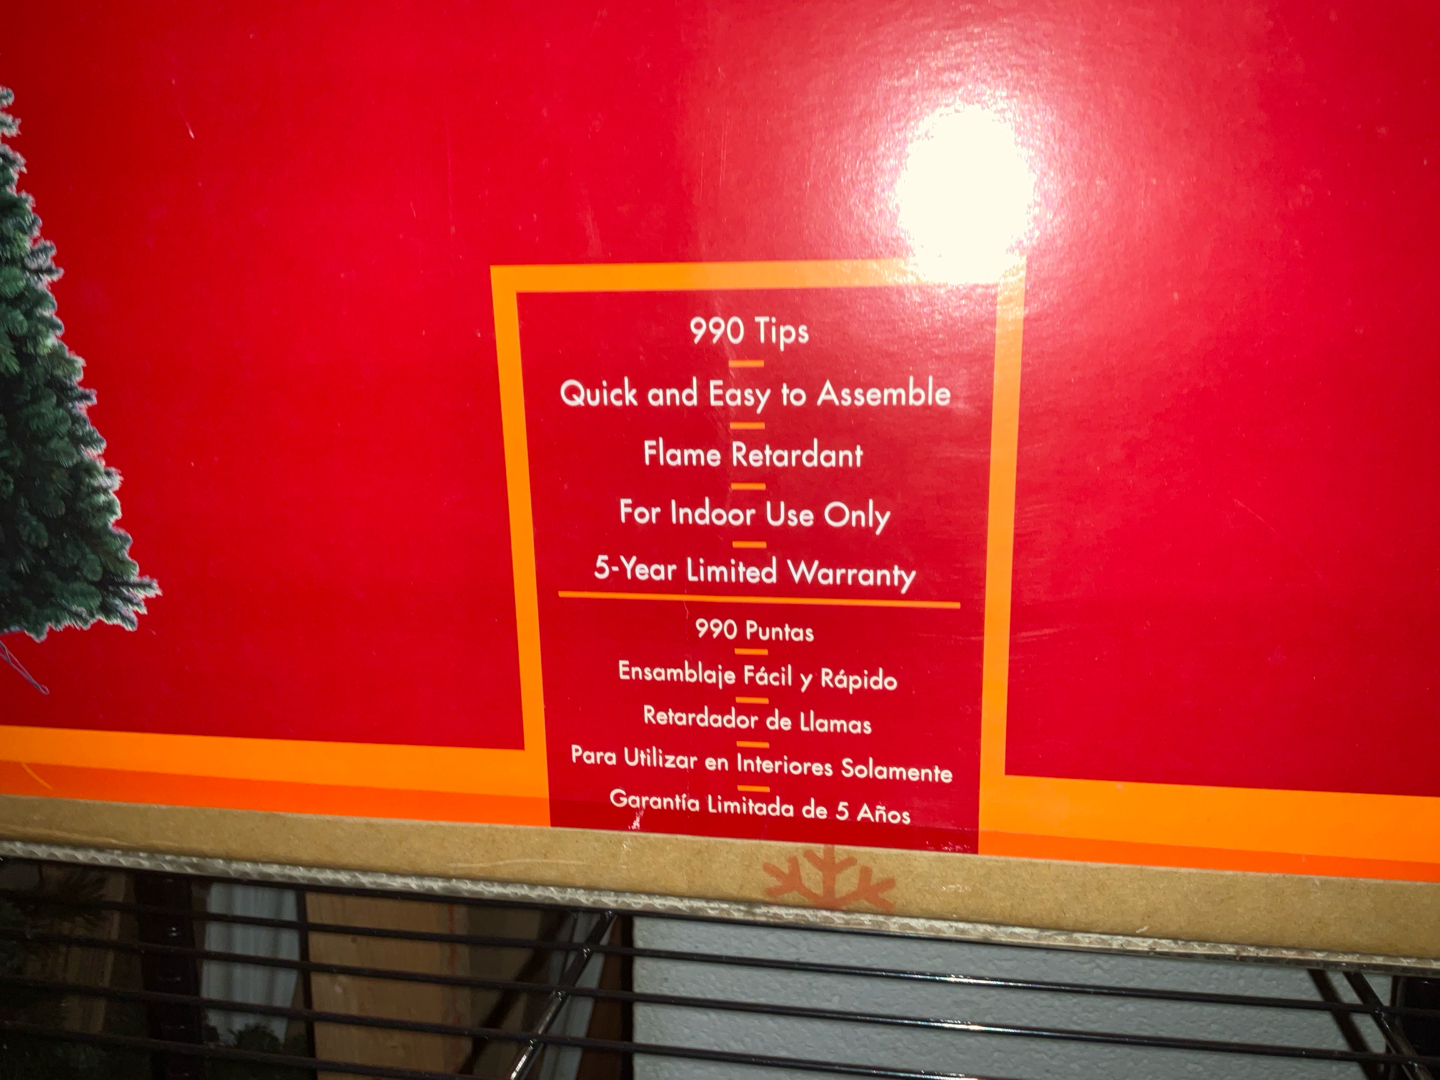 990 Tips
Quick and Easy to Assemble
Flame Retardant
For Indoor Use Only
5-Year Limited Warranty
990 Puntas
Ensamblaje Fácil y Rápido
Retardador de Llamas
Para Utilizar en Interiores Solamente
Garantía Limitada de 5 Años